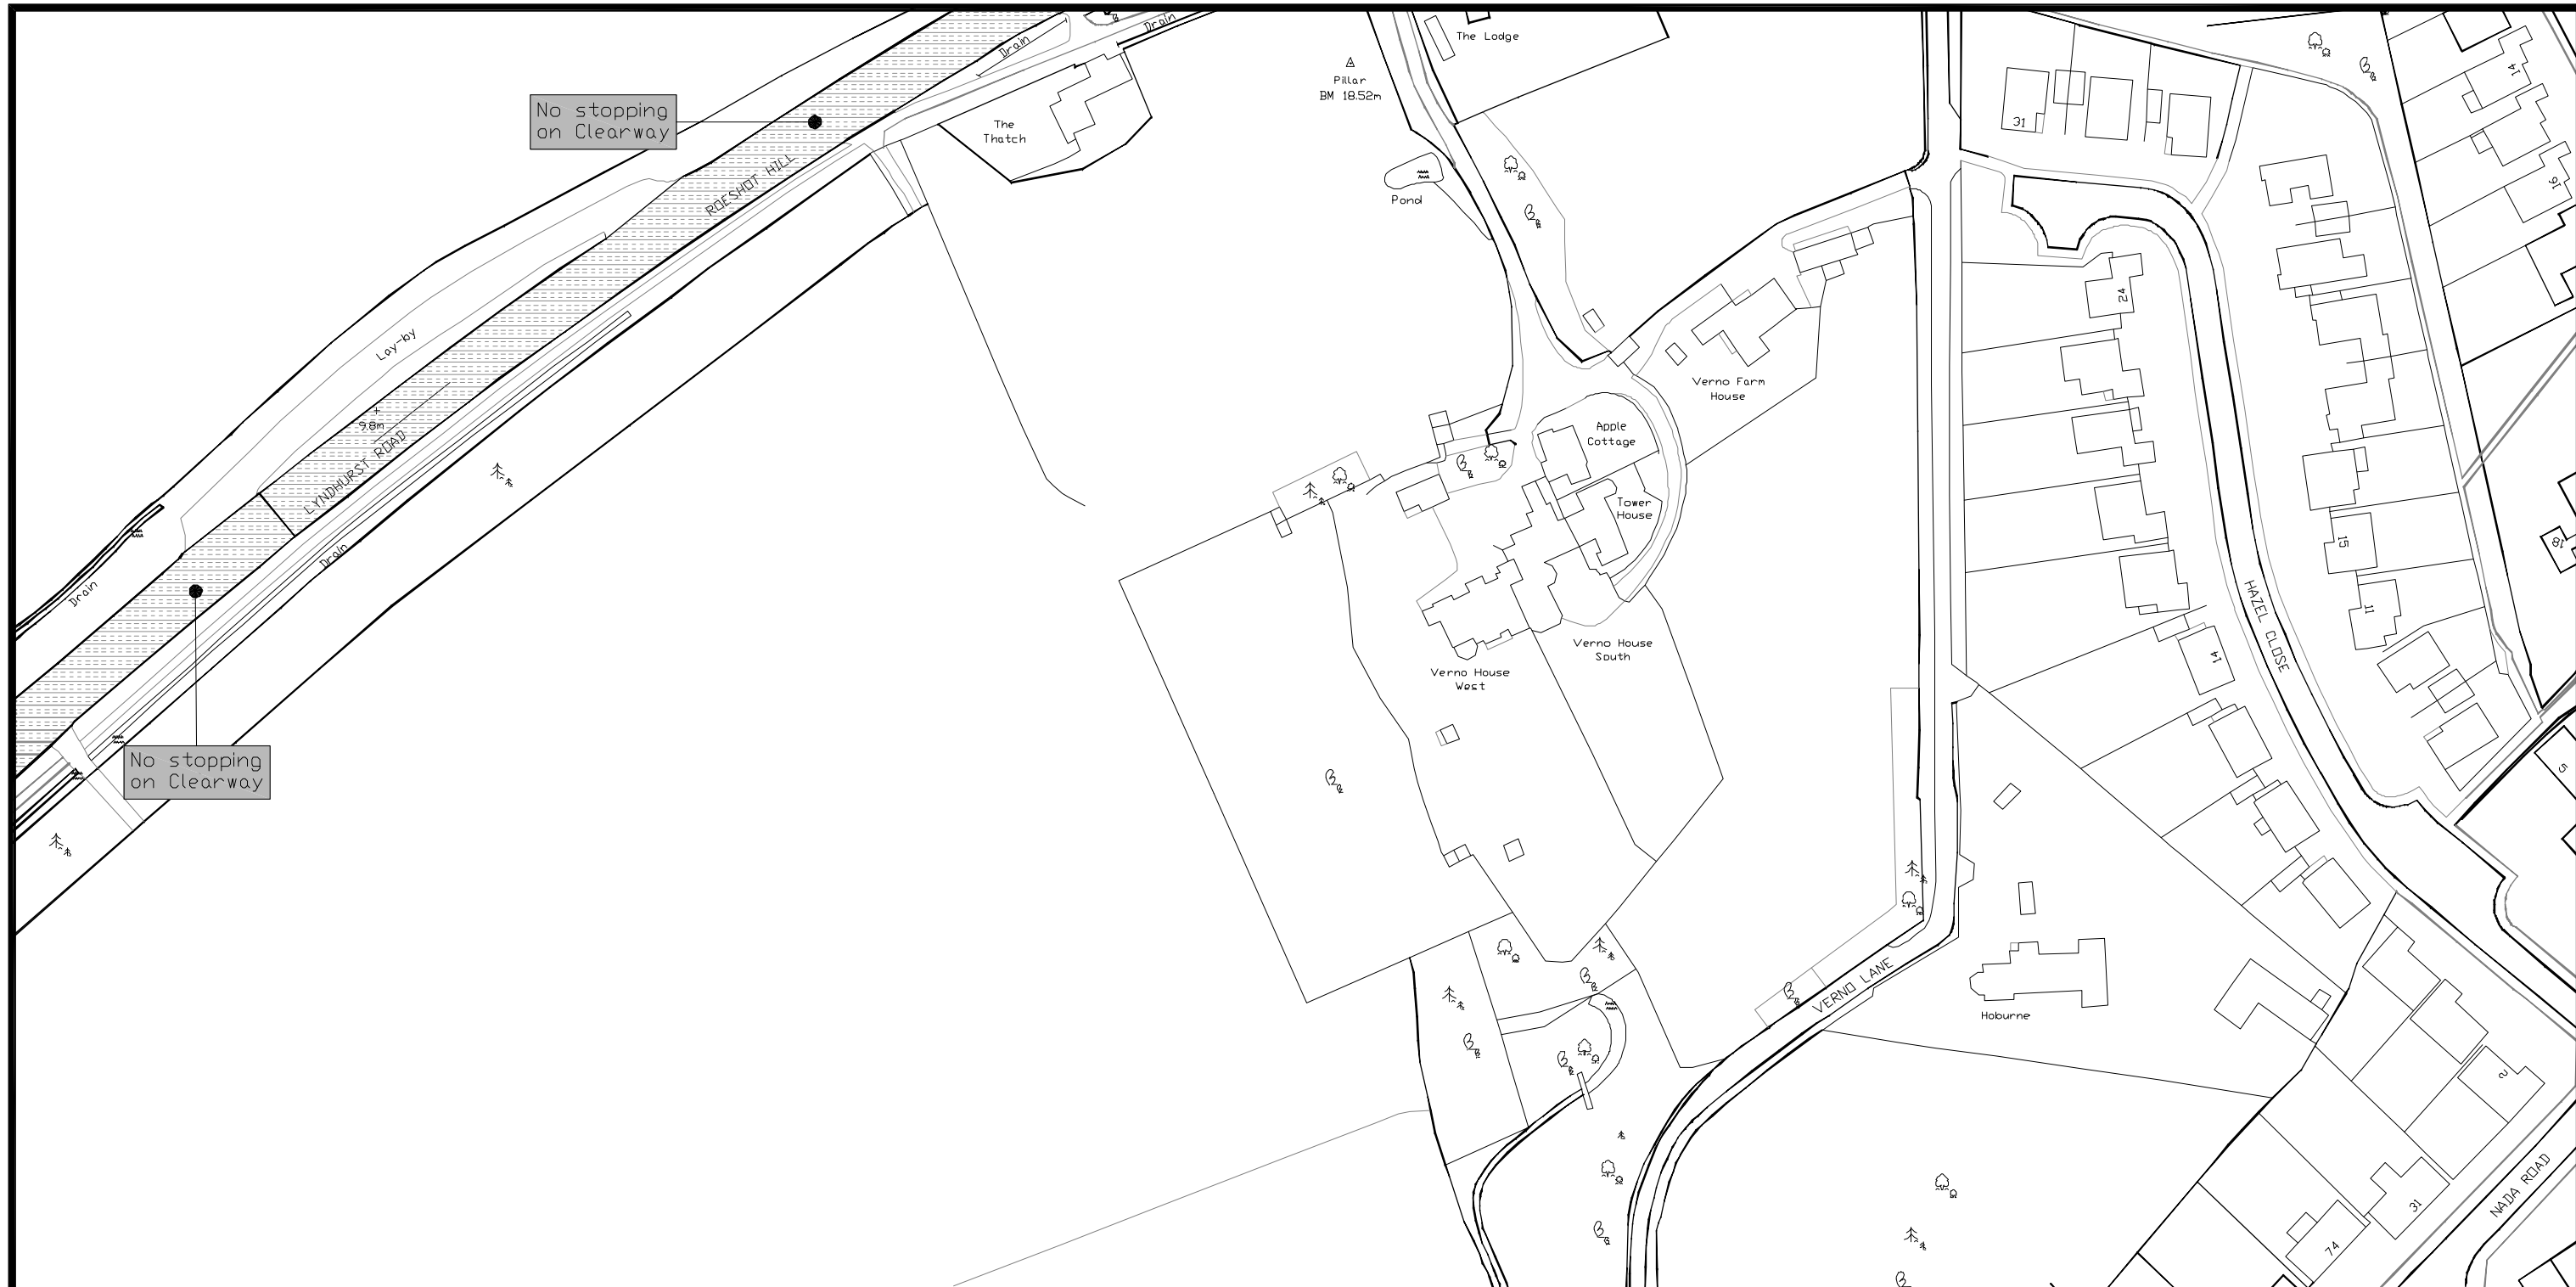 Drain
Drain
The Lodge
Pillar
BM 18.52m
No stopping
on Clearway
The
Thatch
31
14
16
ROESHOT HILL
Pond
24
Lay-by
Verno Farm
House
9.8m
LYNDHURST ROAD
Apple
Cottage
Tower
House
15
18
Drain
Drain
11
HAZEL CLOSE
14
Verno House
South
Verno House
West
No stopping
on Clearway
5
VERNO LANE
Hoburne
2
NADA ROAD
31
74